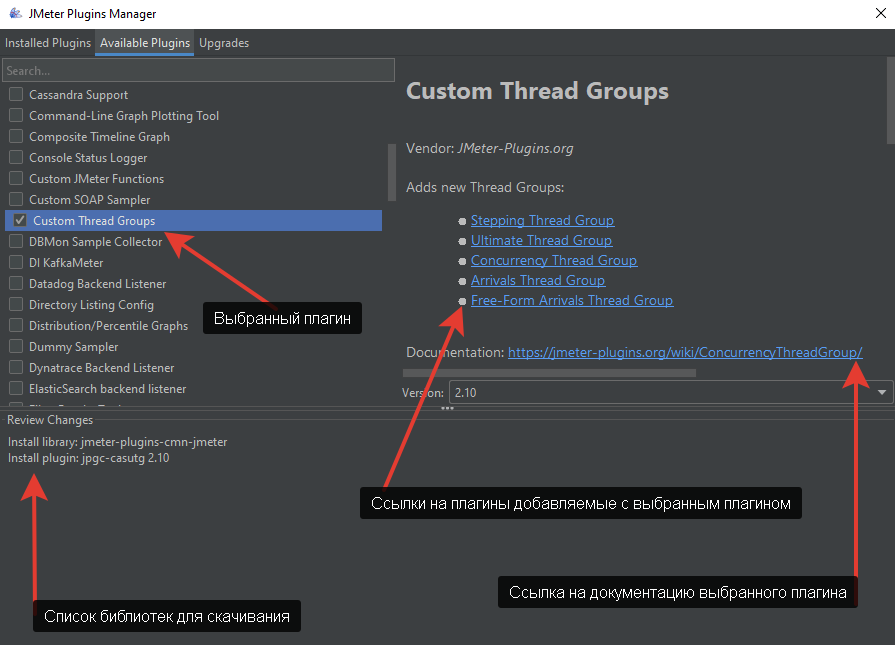 JMeter Plugins Manager
Installed Plugins Available Plugins Upgrades
Search...
Cassandra Support
Command-Line Graph Plotting Tool
Composite Timeline Graph
Console Status Logger
Custom JMeter Functions
Custom SOAP Sampler
Custom Thread Groups
DBMon Sample Collector
DI KafkaMeter
Datadog Backend Listener
Directory Listing Config
Distribution/Percentile Graphs
Dummy Sampler
Dynatrace Backend Listener
ElasticSearch backend listener
Выбранный плагин
Custom Thread Groups
Vendor: JMeter-Plugins.org
Adds new Thread Groups:
Stepping Thread Group
Ultimate Thread Group
Concurrency Thread Group
Arrivals Thread Group
Free-Form Arrivals Thread Group
Documentation: https://jmeter-plugins.org/wiki/ConcurrencyThreadGroup/
Version: 2.10
Review Changes
Install library: jmeter-plugins-cmn-jmeter
Install plugin: jpgc-casutg 2.10
Ссылки на плагины добавляемые с выбранным плагином
Ссылка на документацию выбранного плагина
Список библиотек для скачивания